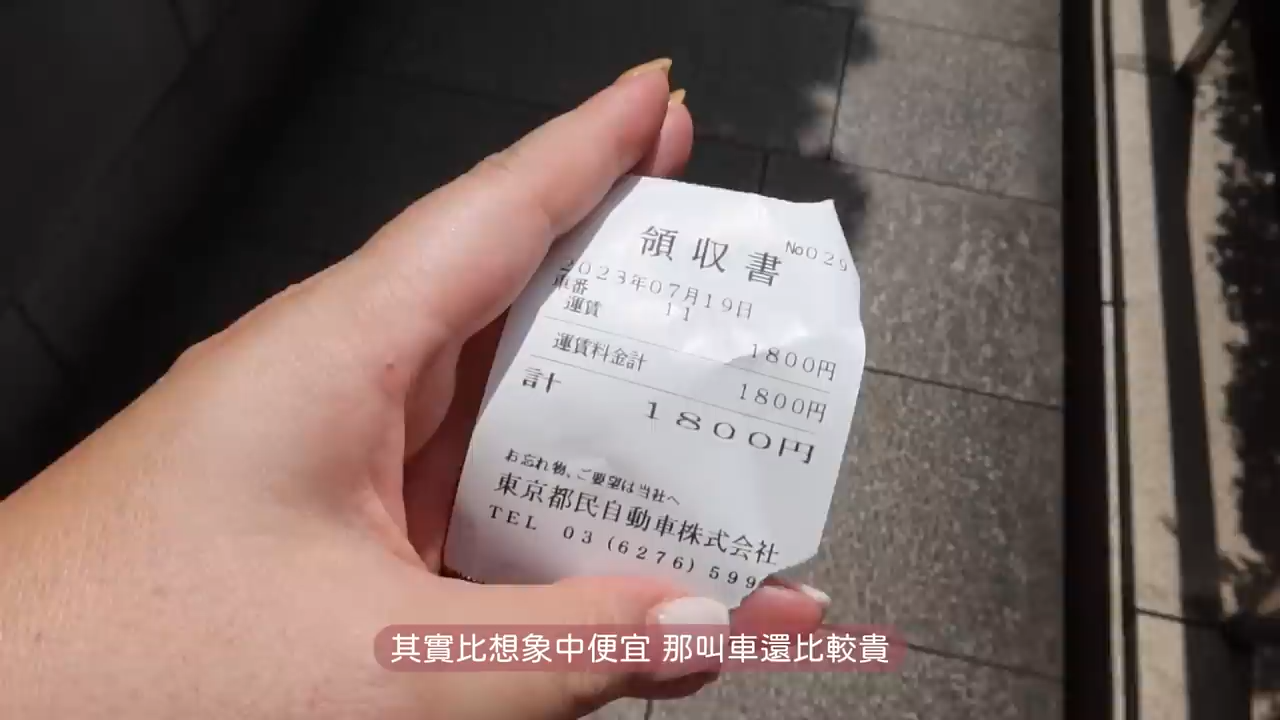 領収書 №029
2023年07月19日
車番 11
運賃 1800円
運賃料金計 1800円
計 1800円
お忘れ物、ご要望は当社へ
東京都民自動車株式会社
TEL 03(6276)599
其實比想象中便宜 那叫車還比較貴